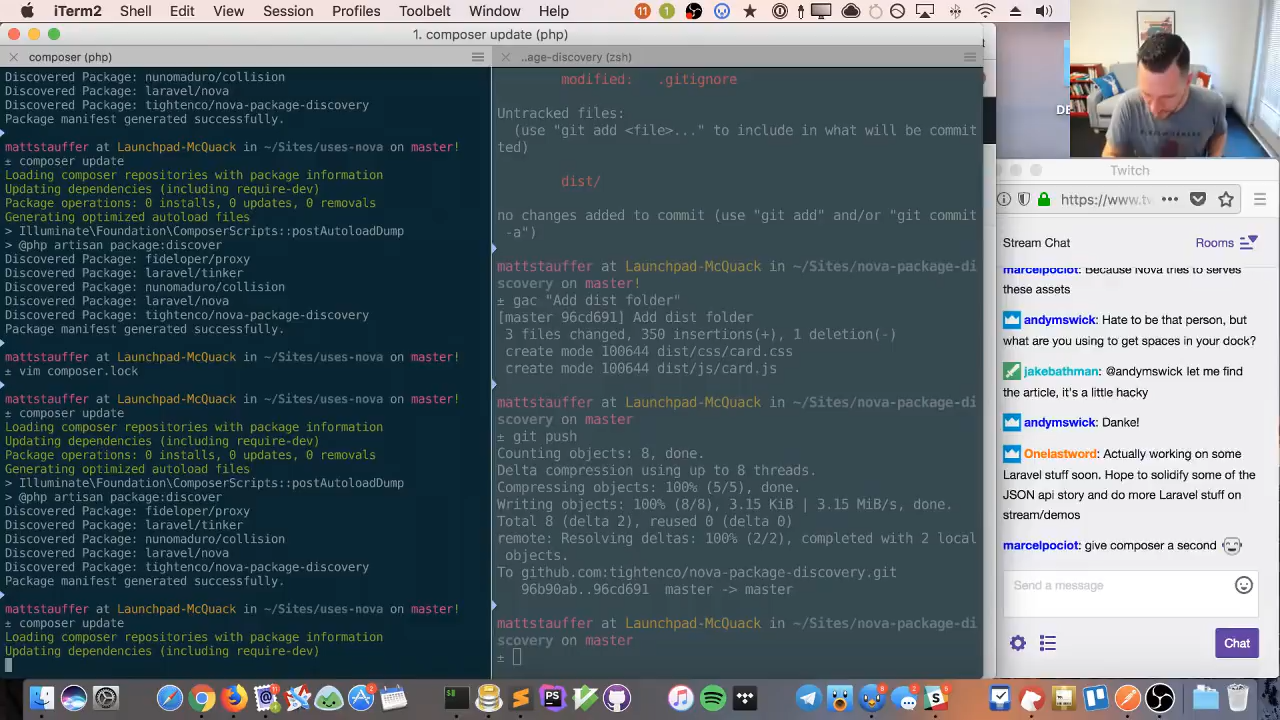 iTerm2 Shell Edit View Session Profiles Toolbelt Window Help 11 1
1. composer update (php)
composer (php)
Discovered Package: nunomaduro/collision
Discovered Package: laravel/nova
Discovered Package: tightenco/nova-package-discovery
Package manifest generated successfully.
mattstauffer at Launchpad-McQuack in ~/Sites/uses-nova on master!
± composer update
Loading composer repositories with package information
Updating dependencies (including require-dev)
Package operations: 0 installs, 0 updates, 0 removals
Generating optimized autoload files
> Illuminate\Foundation\ComposerScripts::postAutoloadDump
> @php artisan package:discover
Discovered Package: fideloper/proxy
Discovered Package: laravel/tinker
Discovered Package: nunomaduro/collision
Discovered Package: laravel/nova
Discovered Package: tightenco/nova-package-discovery
Package manifest generated successfully.
mattstauffer at Launchpad-McQuack in ~/Sites/uses-nova on master!
± vim composer.lock
mattstauffer at Launchpad-McQuack in ~/Sites/uses-nova on master!
± composer update
Loading composer repositories with package information
Updating dependencies (including require-dev)
Package operations: 0 installs, 0 updates, 0 removals
Generating optimized autoload files
> Illuminate\Foundation\ComposerScripts::postAutoloadDump
> @php artisan package:discover
Discovered Package: fideloper/proxy
Discovered Package: laravel/tinker
Discovered Package: nunomaduro/collision
Discovered Package: laravel/nova
Discovered Package: tightenco/nova-package-discovery
Package manifest generated successfully.
mattstauffer at Launchpad-McQuack in ~/Sites/uses-nova on master!
± composer update
Loading composer repositories with package information
Updating dependencies (including require-dev)
..age-discovery (zsh)
modified: .gitignore
Untracked files:
(use "git add <file>..." to include in what will be commit
ted)
dist/
no changes added to commit (use "git add" and/or "git commit
-a")
mattstauffer at Launchpad-McQuack in ~/Sites/nova-package-di
scovery on master!
± gac "Add dist folder"
[master 96cd691] Add dist folder
3 files changed, 350 insertions(+), 1 deletion(-)
create mode 100644 dist/css/card.css
create mode 100644 dist/js/card.js
mattstauffer at Launchpad-McQuack in ~/Sites/nova-package-di
scovery on master
± git push
Counting objects: 8, done.
Delta compression using up to 8 threads.
Compressing objects: 100% (5/5), done.
Writing objects: 100% (8/8), 3.15 KiB | 3.15 MiB/s, done.
Total 8 (delta 2), reused 0 (delta 0)
remote: Resolving deltas: 100% (2/2), completed with 2 local
objects.
To github.com:tightenco/nova-package-discovery.git
96b90ab..96cd691 master -> master
mattstauffer at Launchpad-McQuack in ~/Sites/nova-package-di
scovery on master
±
DE
Twitch
https://www.tw
Stream Chat Rooms
marcelpociot: Because Nova tries to serve
these assets
andymswick: Hate to be that person, but
what are you using to get spaces in your dock?
jakebathman: @andymswick let me find
the article, it's a little hacky
andymswick: Danke!
Onelastword: Actually working on some
Laravel stuff soon. Hope to solidify some of the
JSON api story and do more Laravel stuff on
stream/demos
marcelpociot: give composer a second
Send a message
Chat